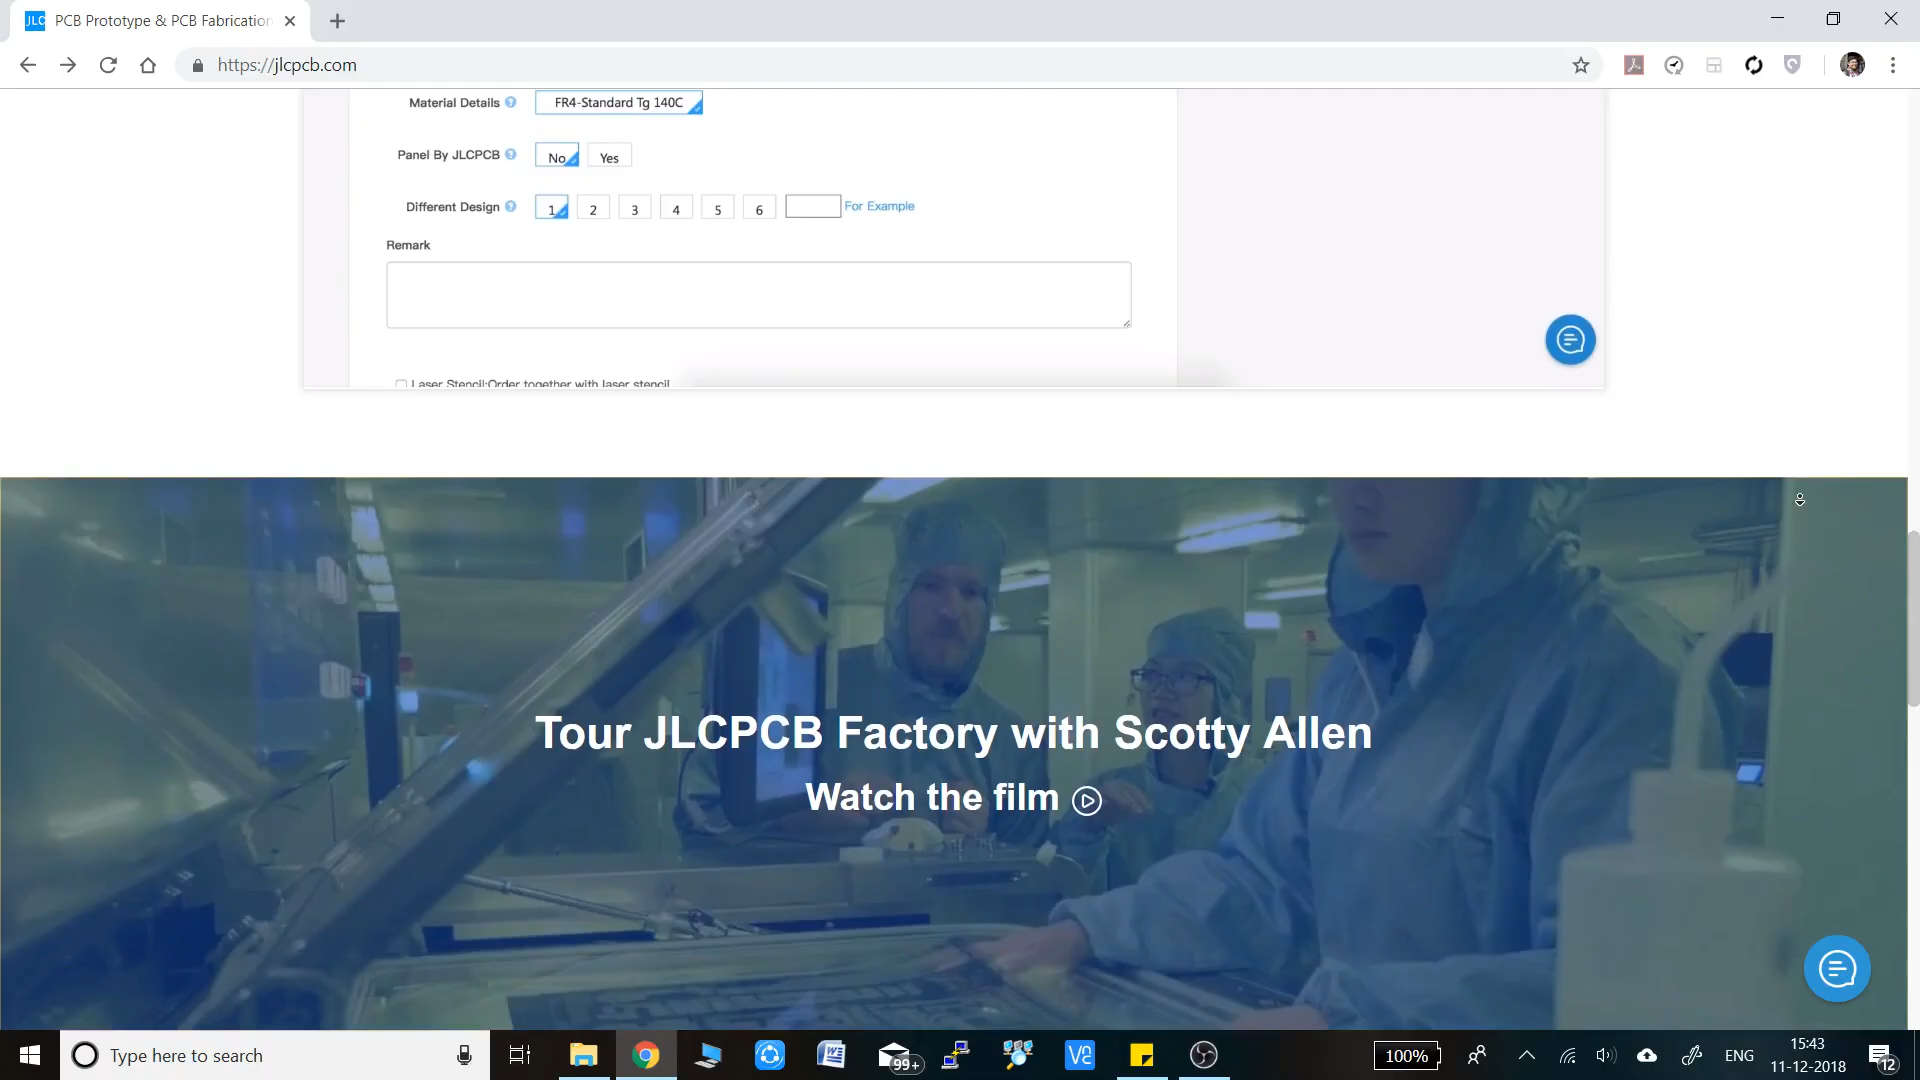 JLC PCB Prototype & PCB Fabrication
https://jlcpcb.com
Material Details ? FR4-Standard Tg 140C
Panel By JLCPCB ? No Yes
Different Design ? 1 2 3 4 5 6 For Example
Remark
Laser Stencil:Order together with laser stencil
Tour JLCPCB Factory with Scotty Allen
Watch the film
Type here to search
99+
100%
ENG
15:43
11-12-2018
12